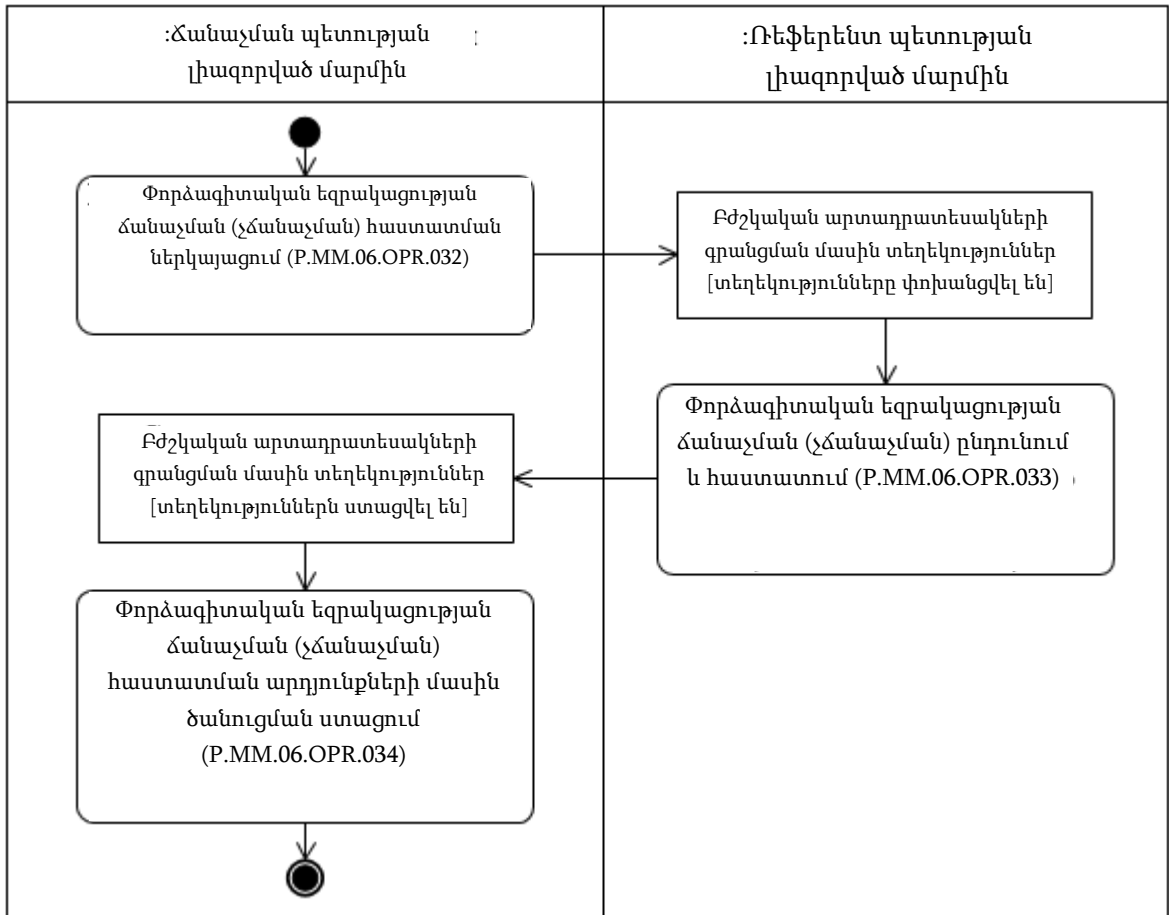 :Ճանաչման պետության
լիազորված մարմին
:Ռեֆերենտ պետության
լիազորված մարմին
Փորձագիտական եզրակացության
ճանաչման (չճանաչման) հաստատման
ներկայացում (P.MM.06.OPR.032)
Բժշկական արտադրատեսակների
գրանցման մասին տեղեկություններ
[տեղեկությունները փոխանցվել են]
Փորձագիտական եզրակացության
ճանաչման (չճանաչման) ընդունում
և հաստատում (P.MM.06.OPR.033)
Բժշկական արտադրատեսակների
գրանցման մասին տեղեկություններ
[տեղեկություններն ստացվել են]
Փորձագիտական եզրակացության
ճանաչման (չճանաչման)
հաստատման արդյունքների մասին
ծանուցման ստացում
(P.MM.06.OPR.034)